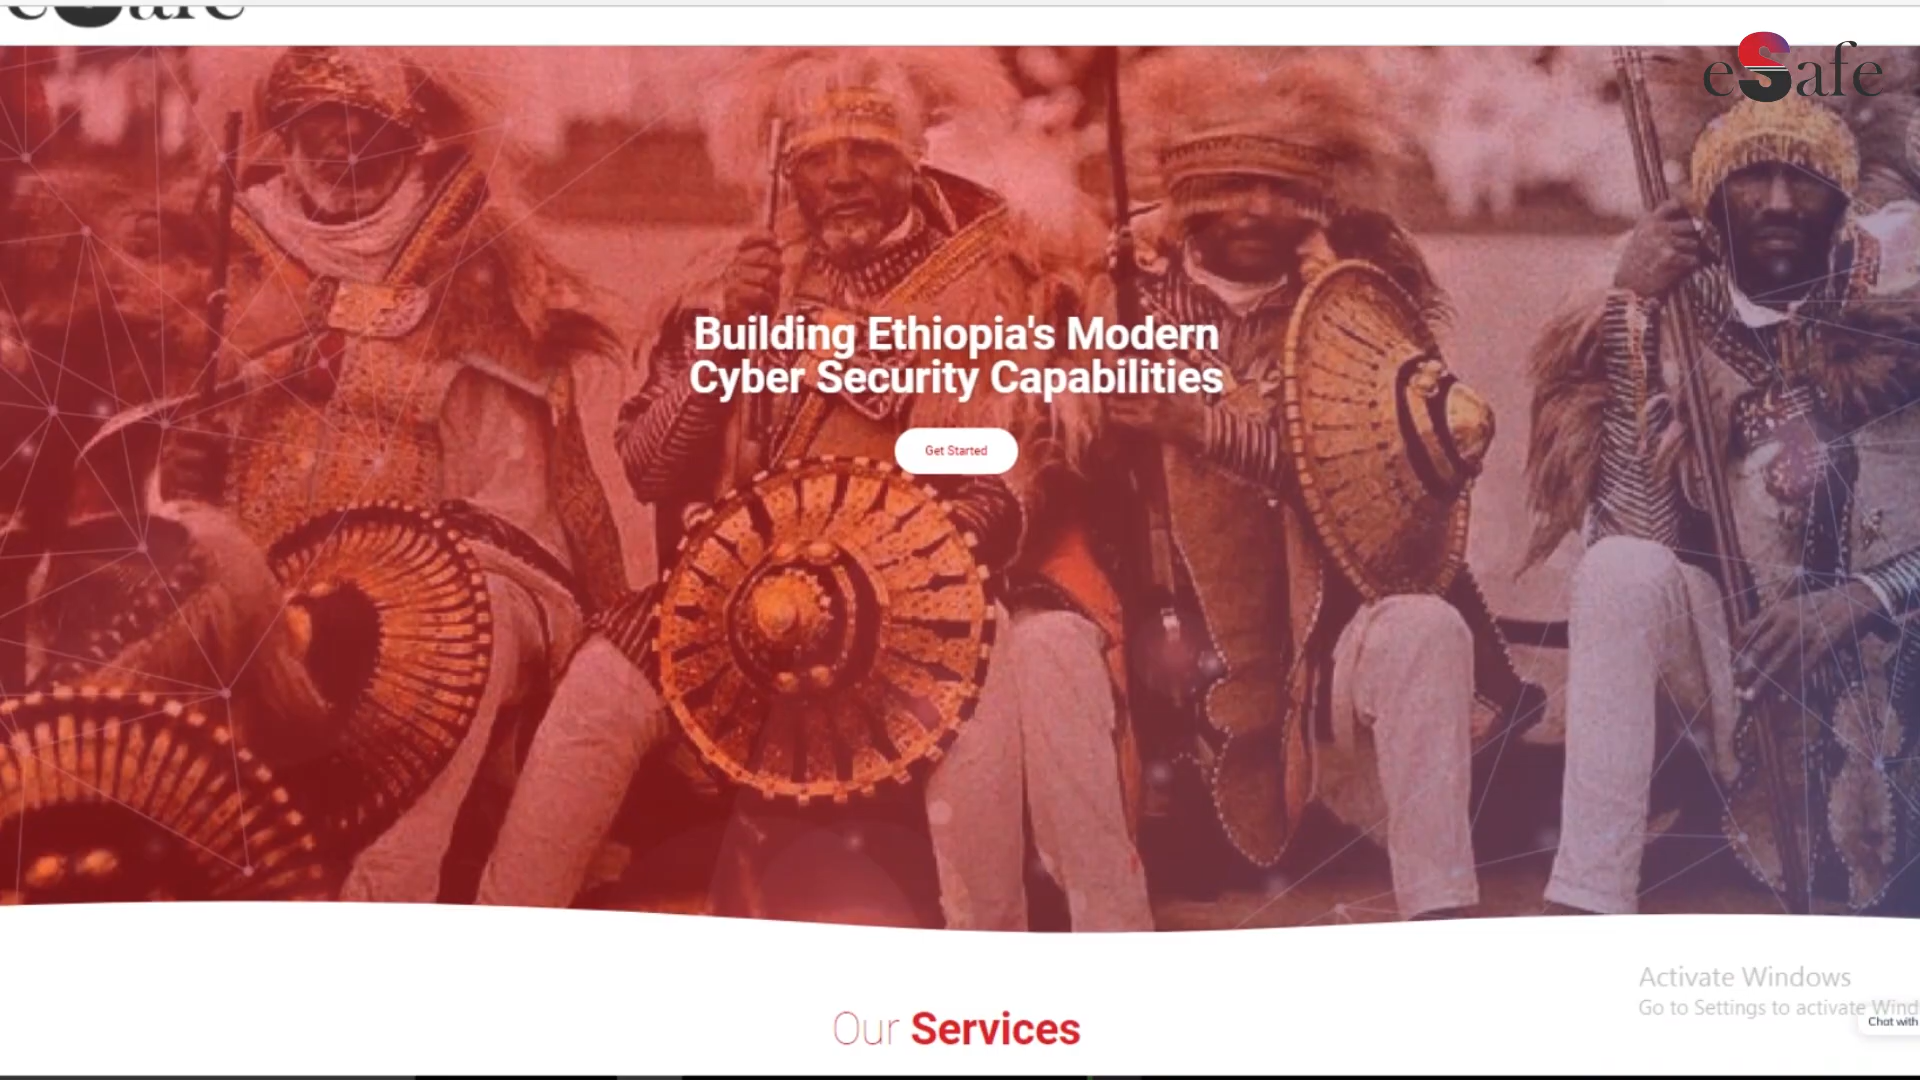 eSafe
eSafe
Building Ethiopia's Modern
Cyber Security Capabilities
Get Started
Activate Windows
Go to Settings to activate Wind
Chat with
Our Services